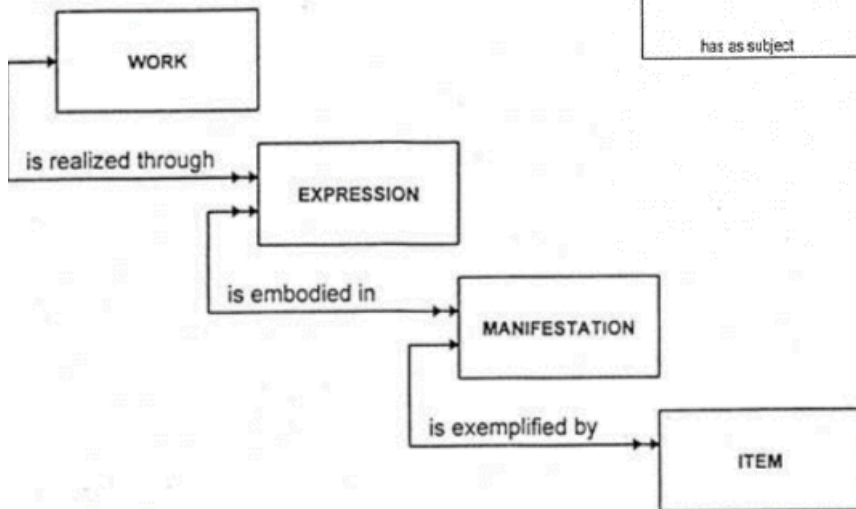 has as subject
WORK
is realized through
EXPRESSION
is embodied in
MANIFESTATION
is exemplified by
ITEM